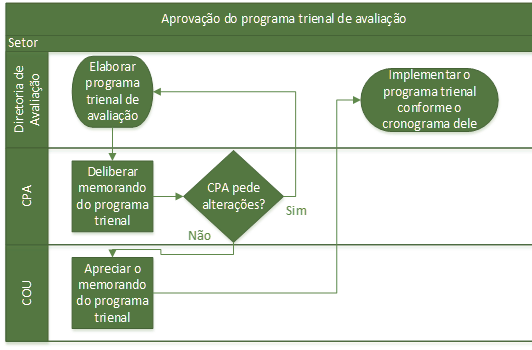 Aprovação do programa trienal de avaliação
Setor
Diretoria de
Avaliação
Elaborar
programa
trienal de
avaliação
Implementar o
programa trienal
conforme o
cronograma dele
CPA
Deliberar
memorando
do programa
trienal
CPA pede
alterações?
Sim
Não
COU
Apreciar o
memorando
do programa
trienal